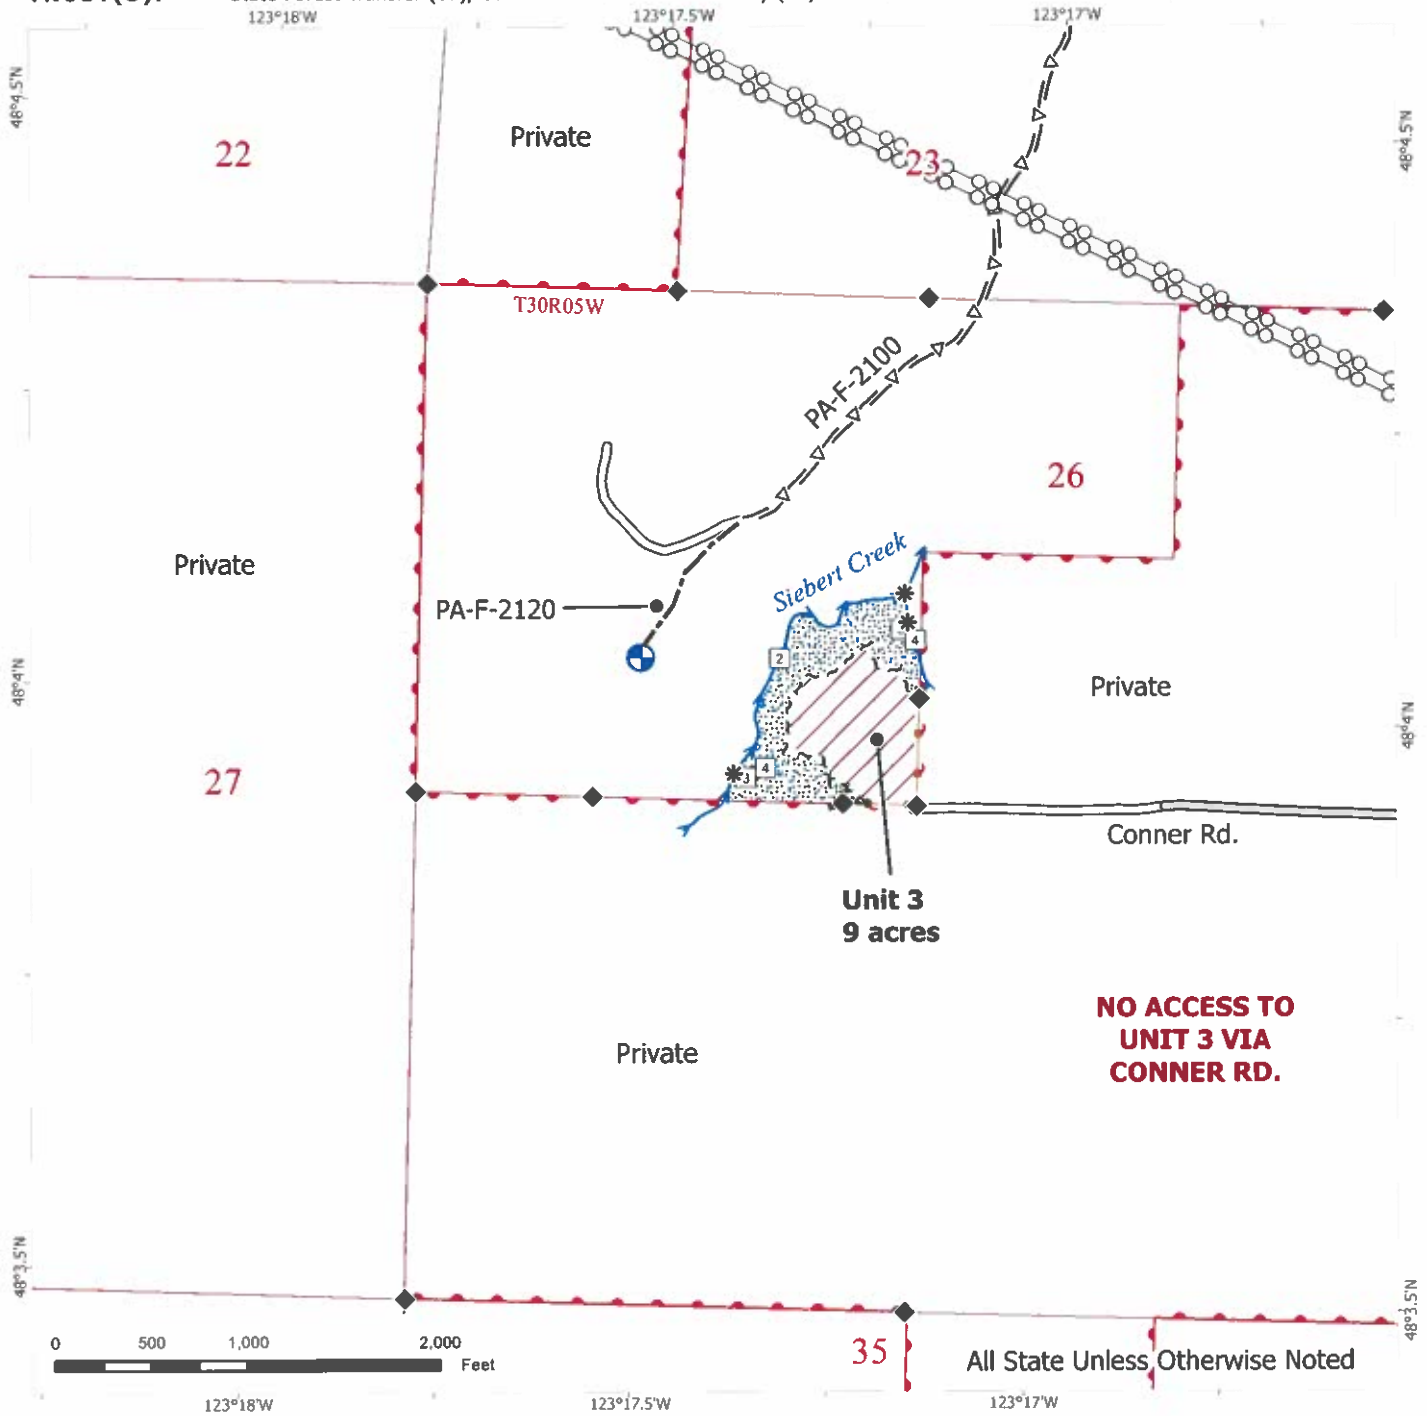 123°18'W
123°17.5'W
123°17'W
48°4.5'N
48°4.5'N
22
Private
23
T30R05W
PA-F-2100
26
Private
Siebert Creek
PA-F-2120
4
2
48°4'N
Private
48°4'N
27
3
4
Conner Rd.
Unit 3
9 acres
NO ACCESS TO
UNIT 3 VIA
CONNER RD.
Private
48°3.5'N
48°3.5'N
0 500 1,000 2,000
Feet
35
All State Unless Otherwise Noted
123°18'W
123°17.5'W
123°17'W